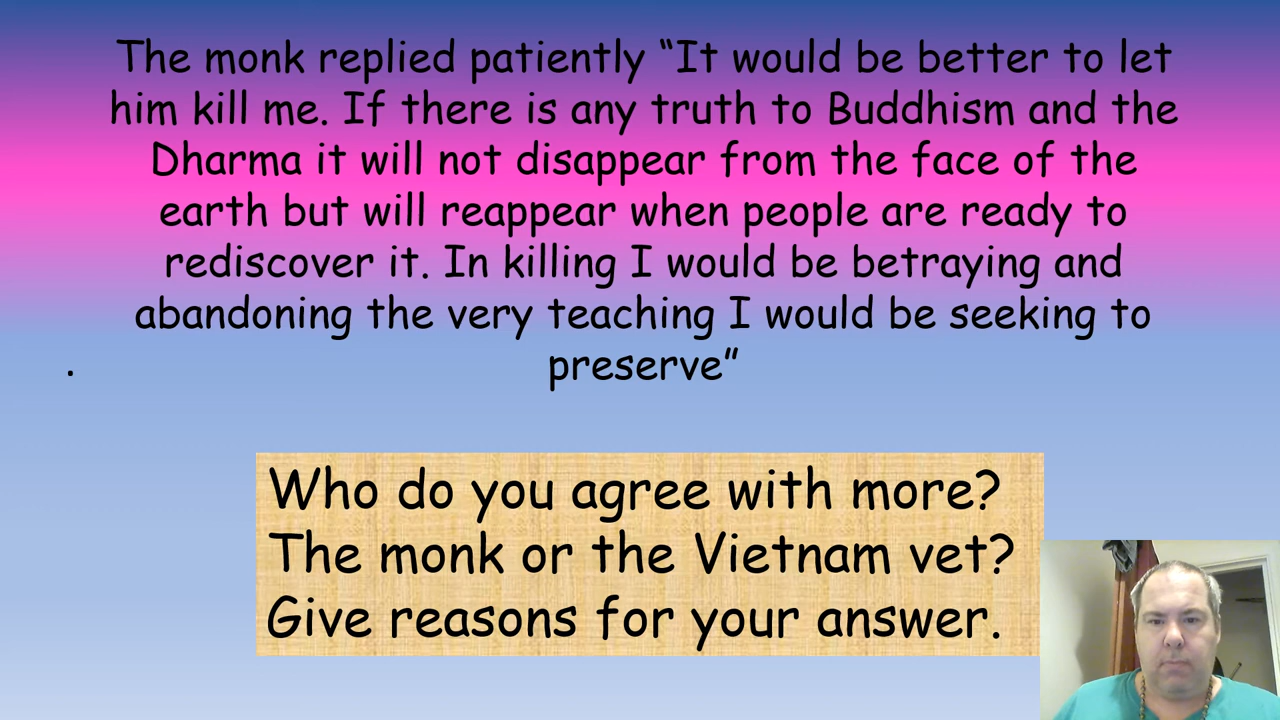 The monk replied patiently “It would be better to let
him kill me. If there is any truth to Buddhism and the
Dharma it will not disappear from the face of the
earth but will reappear when people are ready to
rediscover it. In killing I would be betraying and
abandoning the very teaching I would be seeking to
. preserve”
Who do you agree with more?
The monk or the Vietnam vet?
Give reasons for your answer.